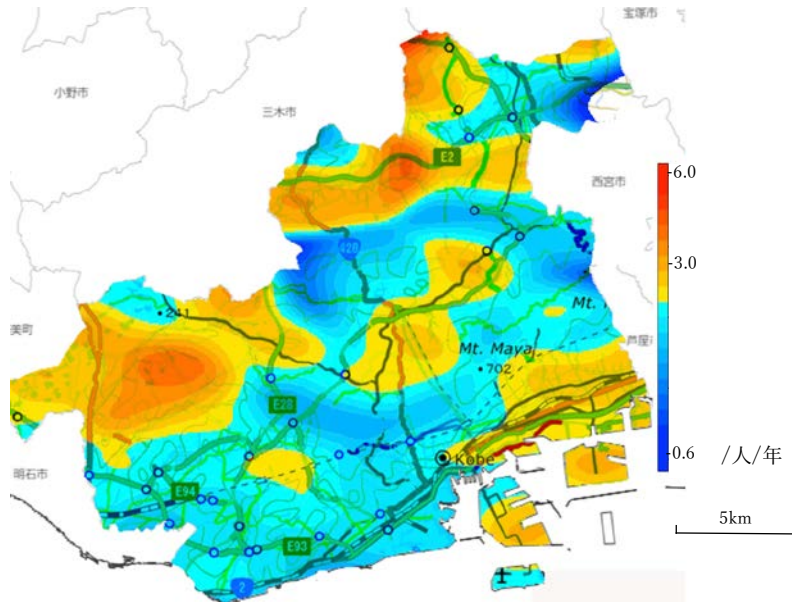 宝塚市
小野市
三木市
E2
西宮市
6.0
428
3.0
241
Mt.
美町
芦屋
Mt. Maya
702
E28
Kobe
0.6 /人/年
明石市
E94
5km
E93
2